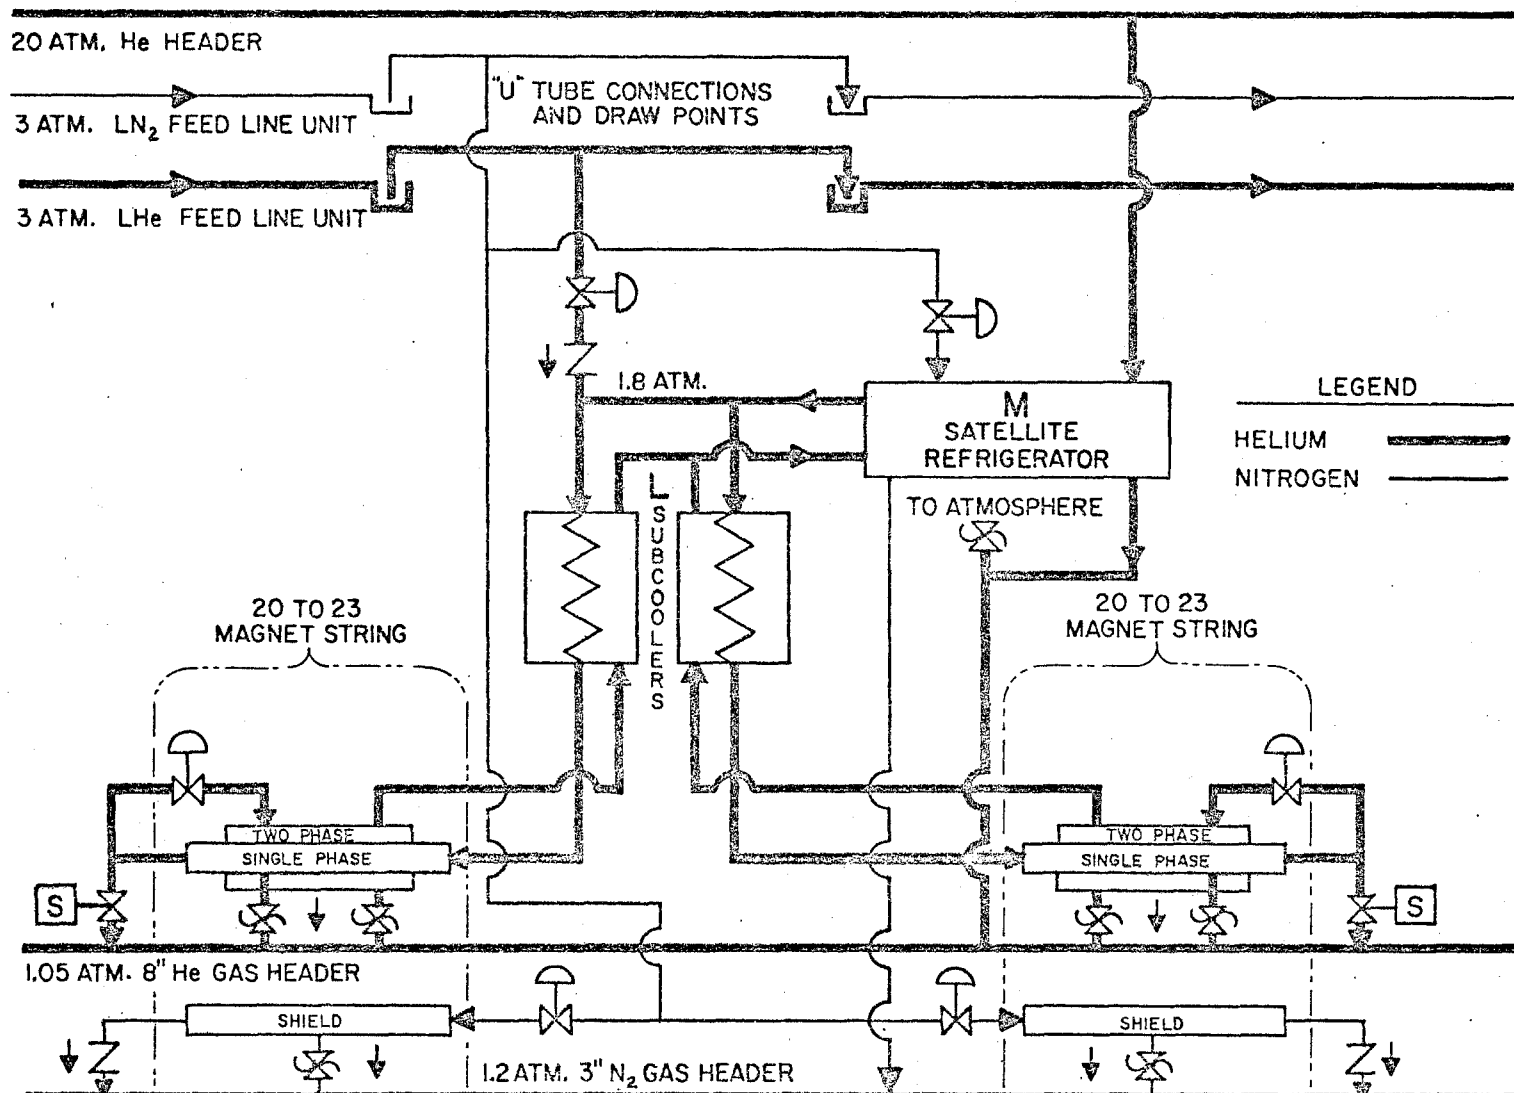 20 ATM. He HEADER
"U" TUBE CONNECTIONS
AND DRAW POINTS
3 ATM. LN₂ FEED LINE UNIT
3 ATM. LHe FEED LINE UNIT
1.8 ATM.
M
SATELLITE
REFRIGERATOR
LEGEND
HELIUM
NITROGEN
TO ATMOSPHERE
L
SUBCOOLERS
20 TO 23
MAGNET STRING
20 TO 23
MAGNET STRING
TWO PHASE
SINGLE PHASE
TWO PHASE
SINGLE PHASE
S
S
1.05 ATM. 8" He GAS HEADER
SHIELD
SHIELD
1.2 ATM. 3" N₂ GAS HEADER